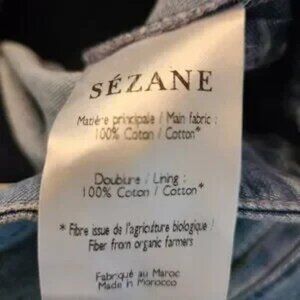 SÉZANE
Matière principale / Main fabric :
100% Coton / Cotton*
Doublure / Lining :
100% Coton / Cotton*
* Fibre issue de l'agriculture biologique /
Fiber from organic farmers
Fabriqué au Maroc
Made in Morocco